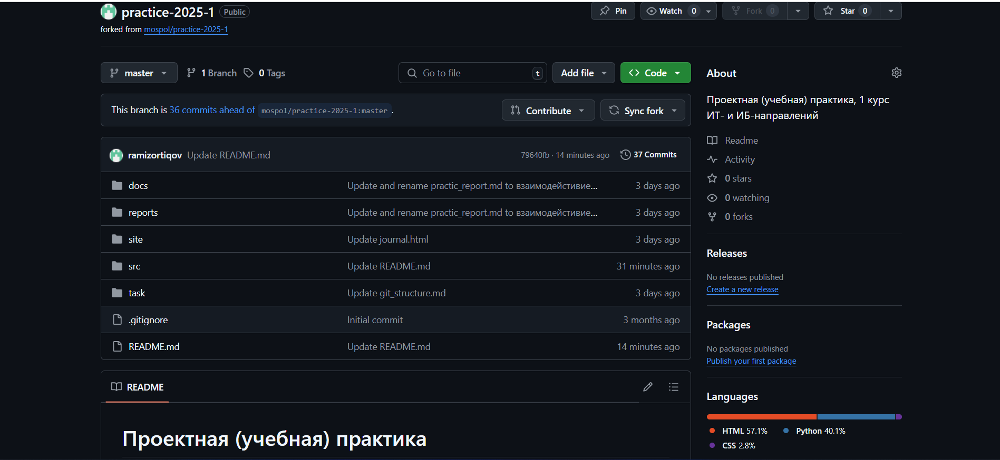 practice-2025-1 Public
Pin
Watch 0
Fork 0
Star 0
forked from mospol/practice-2025-1
master
1 Branch
0 Tags
Go to file
t
Add file
Code
This branch is 36 commits ahead of mospol/practice-2025-1:master .
Contribute
Sync fork
ramizortiqov Update README.md
79640fb · 14 minutes ago
37 Commits
docs
Update and rename practic_report.md to взаимодейстивие...
3 days ago
reports
Update and rename practic_report.md to взаимодейстивие...
3 days ago
site
Update journal.html
3 days ago
src
Update README.md
31 minutes ago
task
Update git_structure.md
3 days ago
.gitignore
Initial commit
3 months ago
README.md
Update README.md
14 minutes ago
README
Проектная (учебная) практика
About
Проектная (учебная) практика, 1 курс
ИТ- и ИБ-направлений
Readme
Activity
0 stars
0 watching
0 forks
Releases
No releases published
Create a new release
Packages
No packages published
Publish your first package
Languages
HTML 57.1%
Python 40.1%
CSS 2.8%